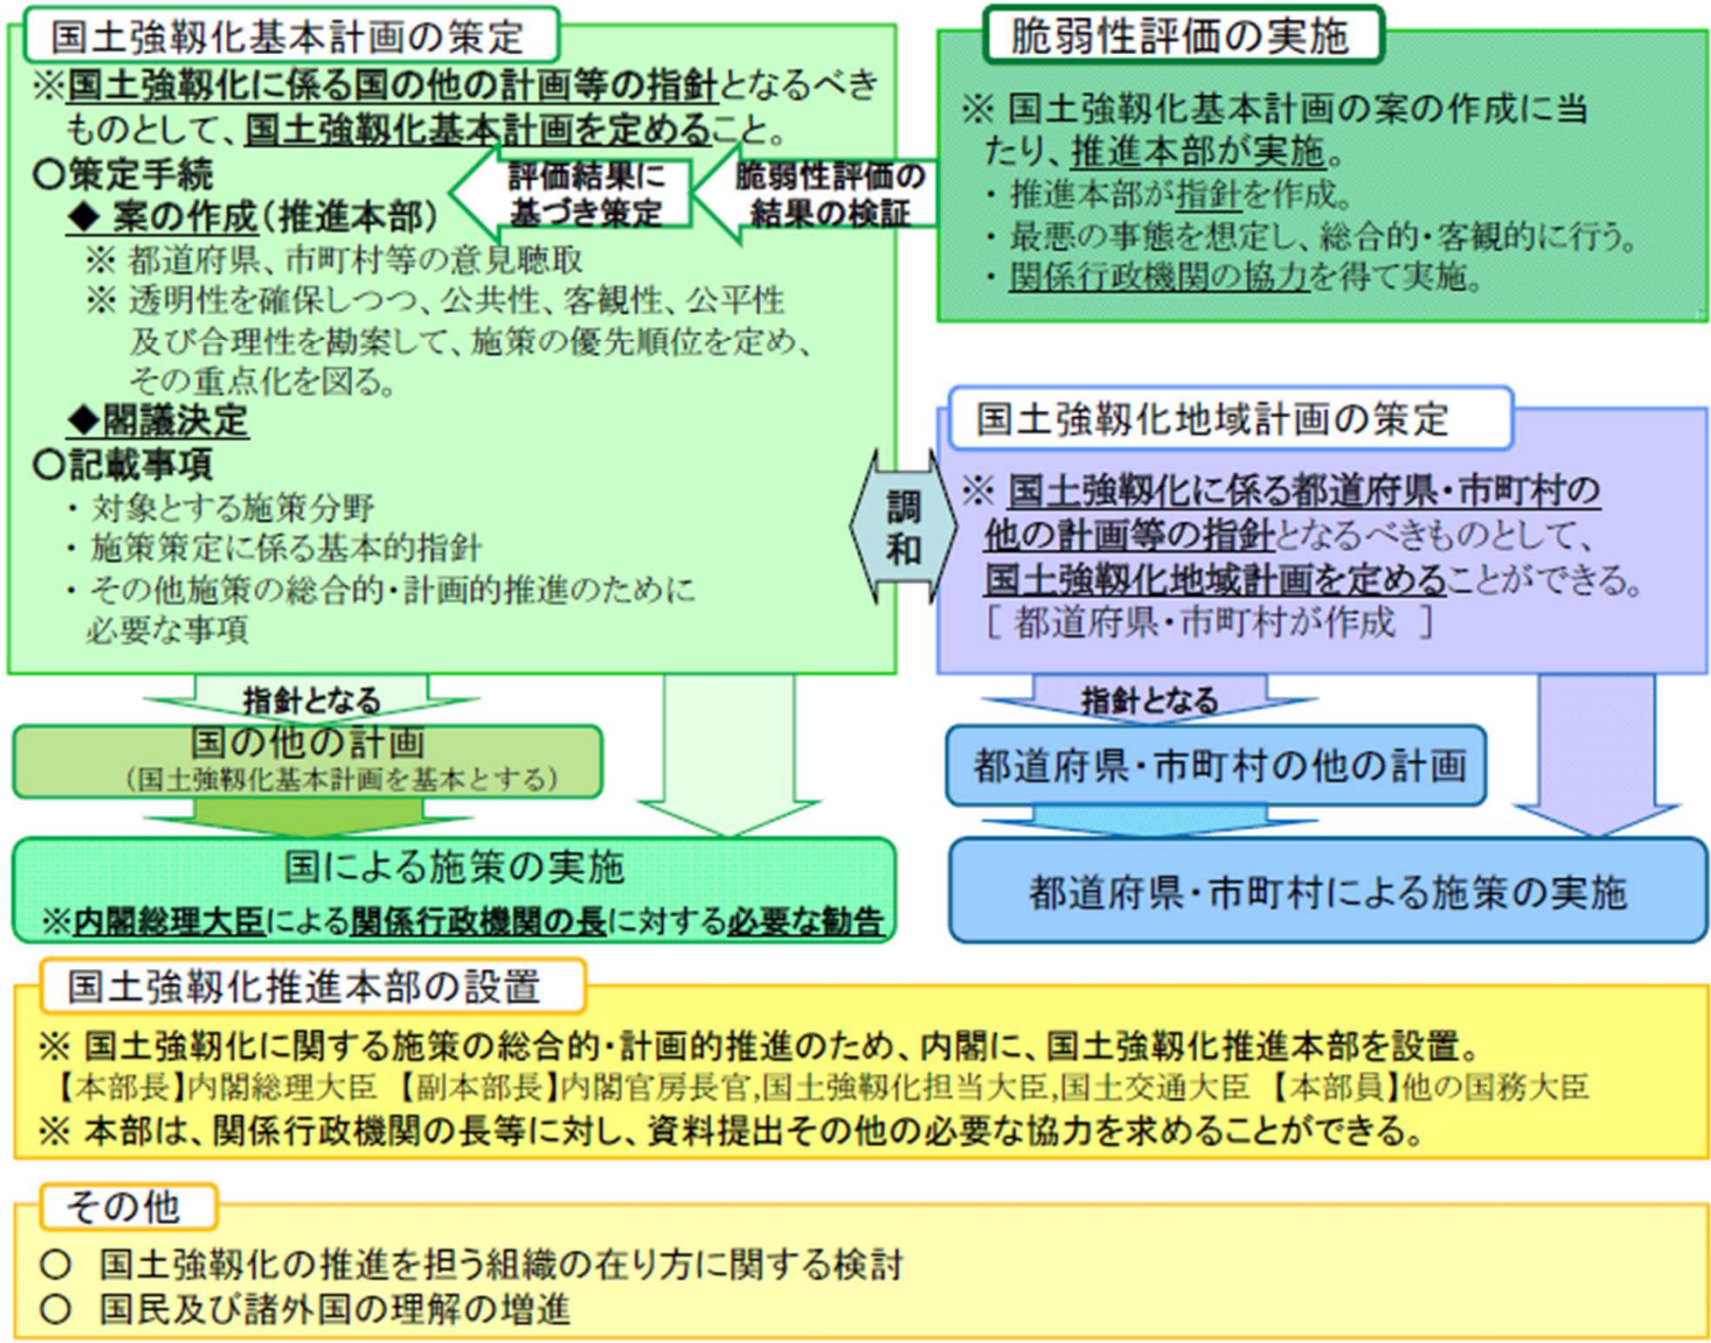 国土強靱化基本計画の策定
※国土強靱化に係る国の他の計画等の指針となるべき
ものとして、国土強靱化基本計画を定めること。
〇策定手続
◆ 案の作成(推進本部)
※ 都道府県、市町村等の意見聴取
※ 透明性を確保しつつ、公共性、客観性、公平性
及び合理性を勘案して、施策の優先順位を定め、
その重点化を図る。
◆閣議決定
〇記載事項
・ 対象とする施策分野
・ 施策策定に係る基本的指針
・ その他施策の総合的・計画的推進のために
必要な事項
評価結果に
基づき策定
脆弱性評価の
結果の検証
脆弱性評価の実施
※ 国土強靱化基本計画の案の作成に当
たり、推進本部が実施。
・ 推進本部が指針を作成。
・ 最悪の事態を想定し、総合的・客観的に行う。
・ 関係行政機関の協力を得て実施。
調
和
国土強靱化地域計画の策定
※ 国土強靱化に係る都道府県・市町村の
他の計画等の指針となるべきものとして、
国土強靱化地域計画を定めることができる。
[ 都道府県・市町村が作成 ]
指針となる
国の他の計画
(国土強靱化基本計画を基本とする)
国による施策の実施
※内閣総理大臣による関係行政機関の長に対する必要な勧告
指針となる
都道府県・市町村の他の計画
都道府県・市町村による施策の実施
国土強靱化推進本部の設置
※ 国土強靱化に関する施策の総合的・計画的推進のため、内閣に、国土強靱化推進本部を設置。
【本部長】内閣総理大臣 【副本部長】内閣官房長官,国土強靱化担当大臣,国土交通大臣 【本部員】他の国務大臣
※ 本部は、関係行政機関の長等に対し、資料提出その他の必要な協力を求めることができる。
その他
〇 国土強靱化の推進を担う組織の在り方に関する検討
〇 国民及び諸外国の理解の増進